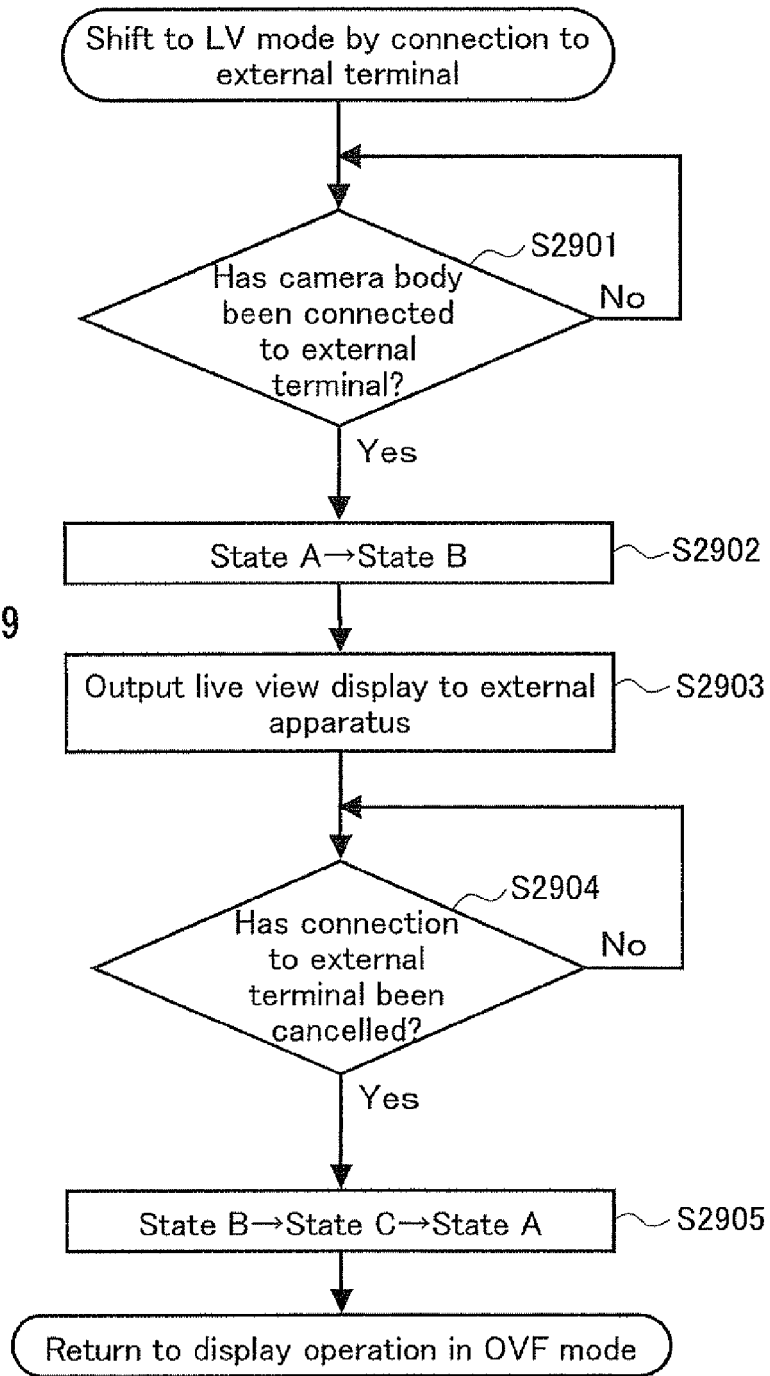 Shift to LV mode by connection to
external terminal
S2901
Has camera body
been connected
to external
terminal?
No
Yes
State A→State B
S2902
9
Output live view display to external
apparatus
S2903
S2904
Has connection
to external
terminal been
cancelled?
No
Yes
State B→State C→State A
S2905
Return to display operation in OVF mode